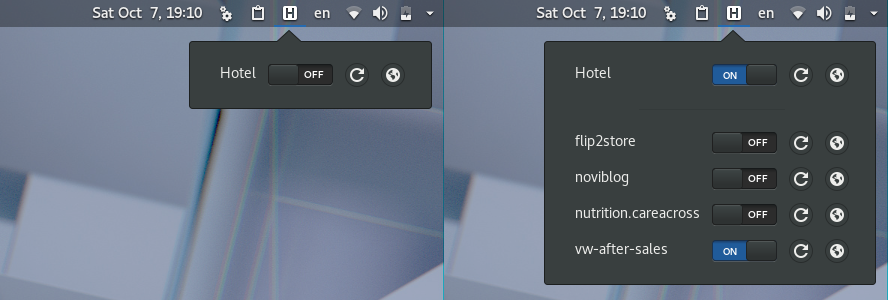 Sat Oct 7, 19:10 H en
Hotel OFF
Sat Oct 7, 19:10 H en
Hotel ON
flip2store OFF
noviblog OFF
nutrition.careacross OFF
vw-after-sales ON